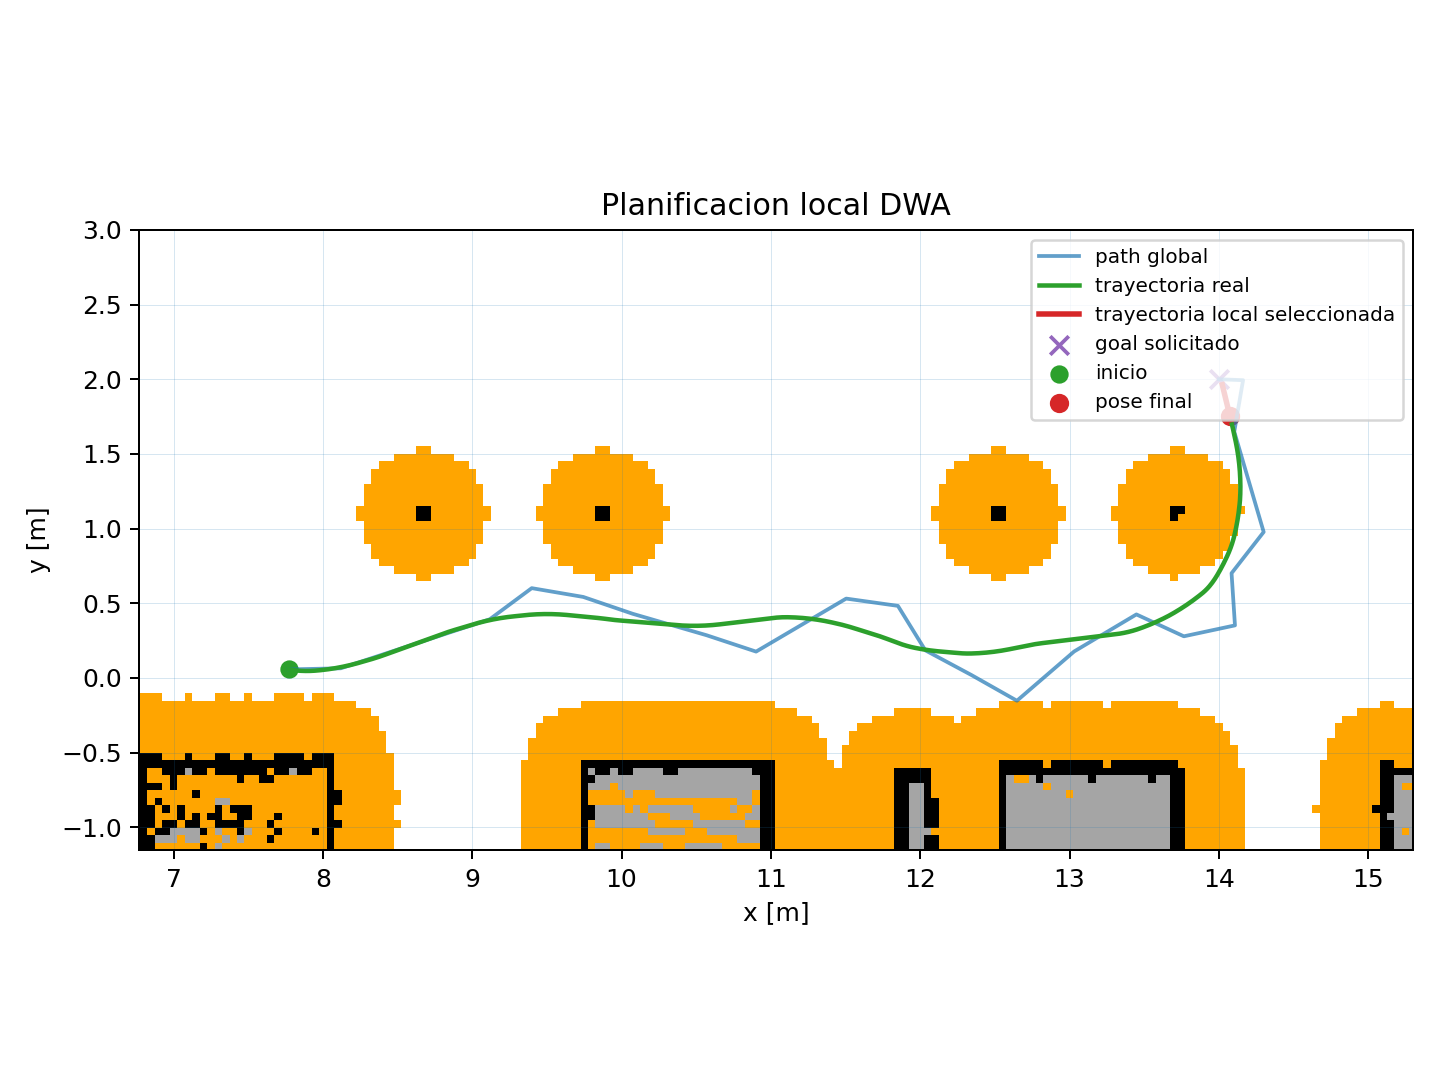 Planificacion local DWA
3.0
2.5
2.0
1.5
1.0
0.5
0.0
−0.5
−1.0
y [m]
path global
trayectoria real
trayectoria local seleccionada
goal solicitado
inicio
pose final
7 8 9 10 11 12 13 14 15
x [m]